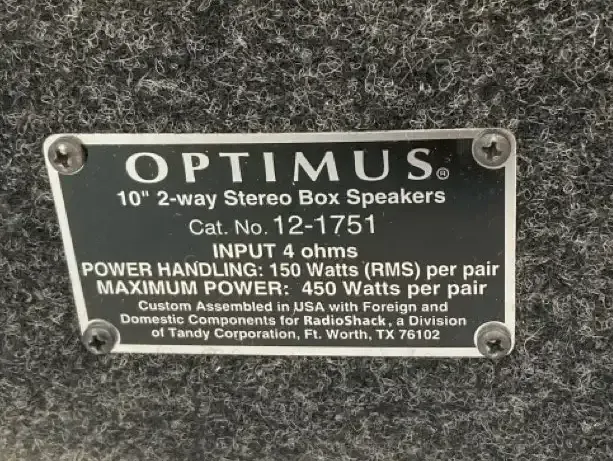 OPTIMUS®
10" 2-way Stereo Box Speakers
Cat. No. 12-1751
INPUT 4 ohms
POWER HANDLING: 150 Watts (RMS) per pair
MAXIMUM POWER: 450 Watts per pair
Custom Assembled in USA with Foreign and
Domestic Components for RadioShack, a Division
of Tandy Corporation, Ft. Worth, TX 76102